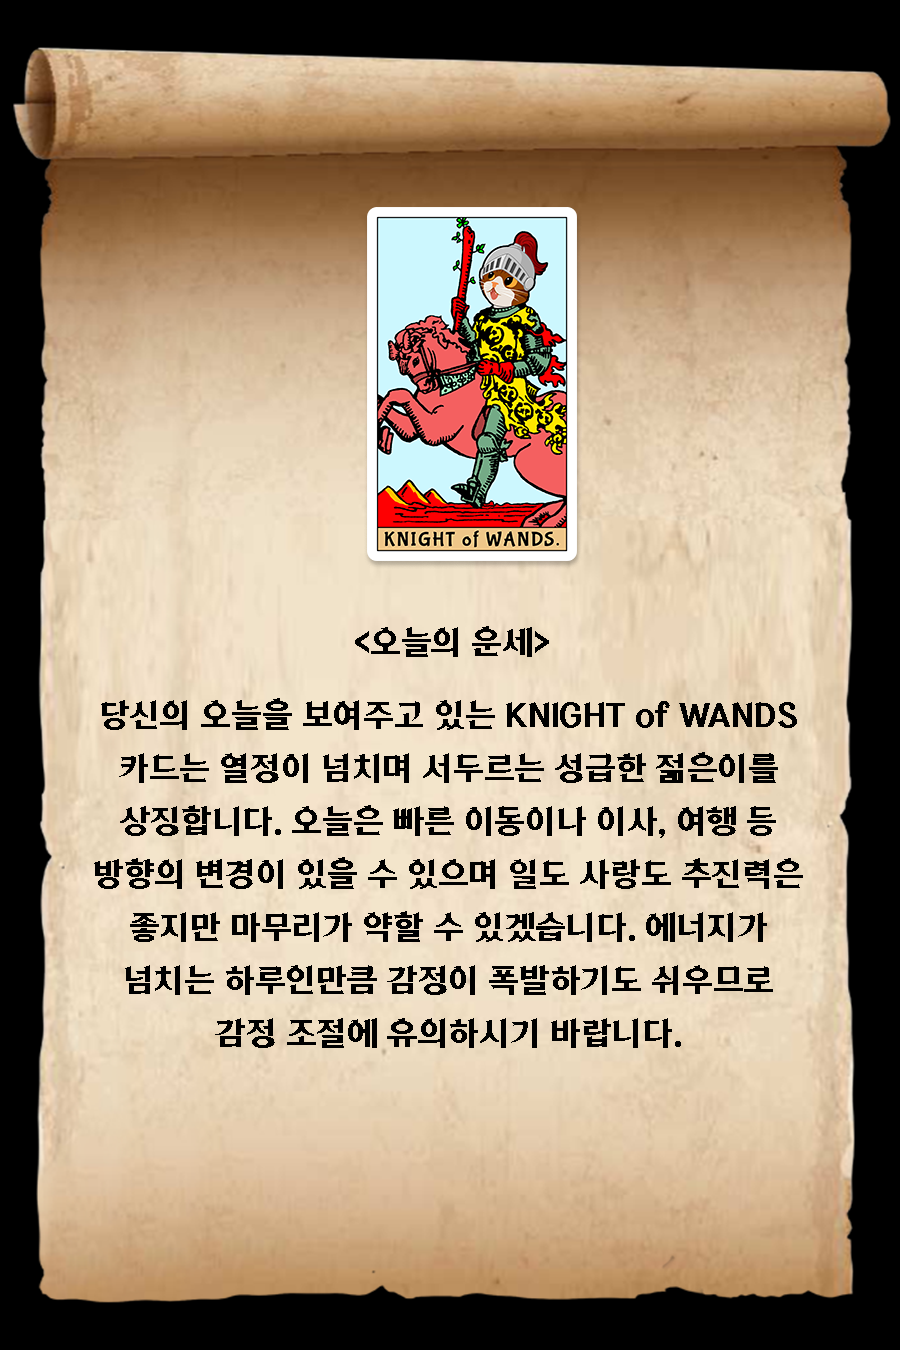 KNIGHT of WANDS.
<오늘의 운세>
당신의 오늘을 보여주고 있는 KNIGHT of WANDS
카드는 열정이 넘치며 서두르는 성급한 젊은이를
상징합니다. 오늘은 빠른 이동이나 이사, 여행 등
방향의 변경이 있을 수 있으며 일도 사랑도 추진력은
좋지만 마무리가 약할 수 있겠습니다. 에너지가
넘치는 하루인만큼 감정이 폭발하기도 쉬우므로
감정 조절에 유의하시기 바랍니다.